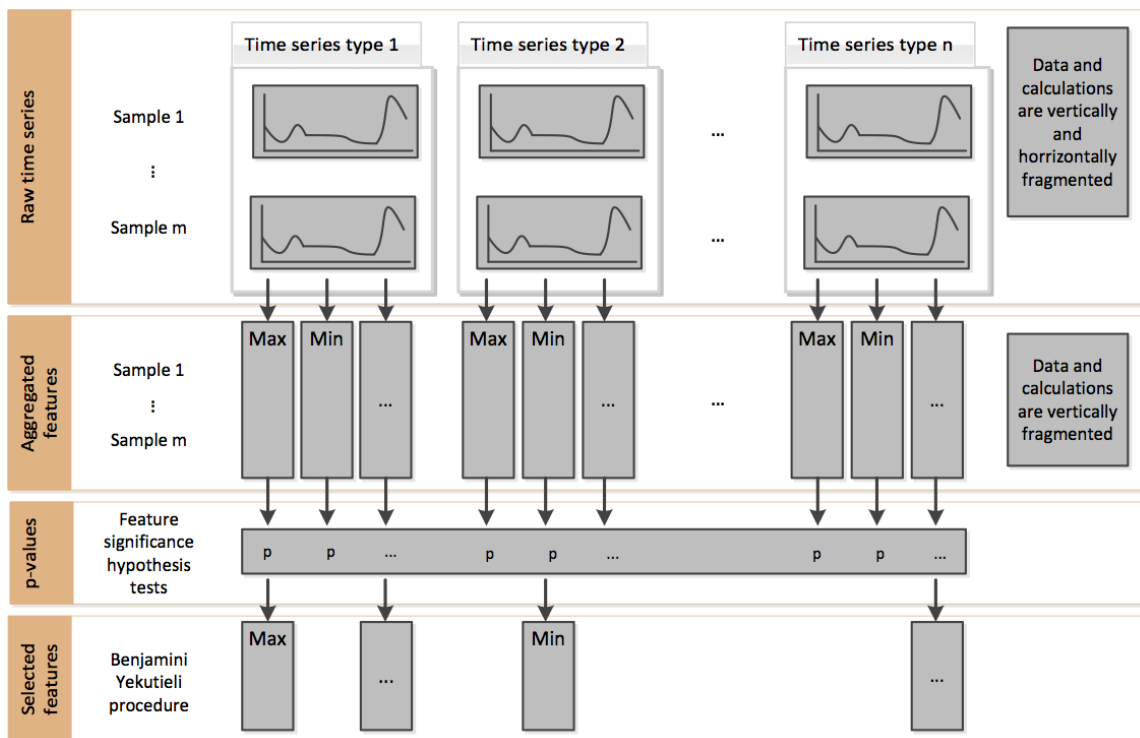 Raw time series
Time series type 1
Time series type 2
Time series type n
Sample 1
...
Sample m
...
...
Data and
calculations
are vertically
and
horrizontally
fragmented
Aggregated
features
Sample 1
...
Sample m
Max
Min
...
Max
Min
...
...
Max
Min
...
Data and
calculations
are vertically
fragmented
p-values
Feature
significance
hypothesis
tests
p
p
...
p
p
...
p
p
...
Selected
features
Benjamini
Yekutieli
procedure
Max
...
Min
...